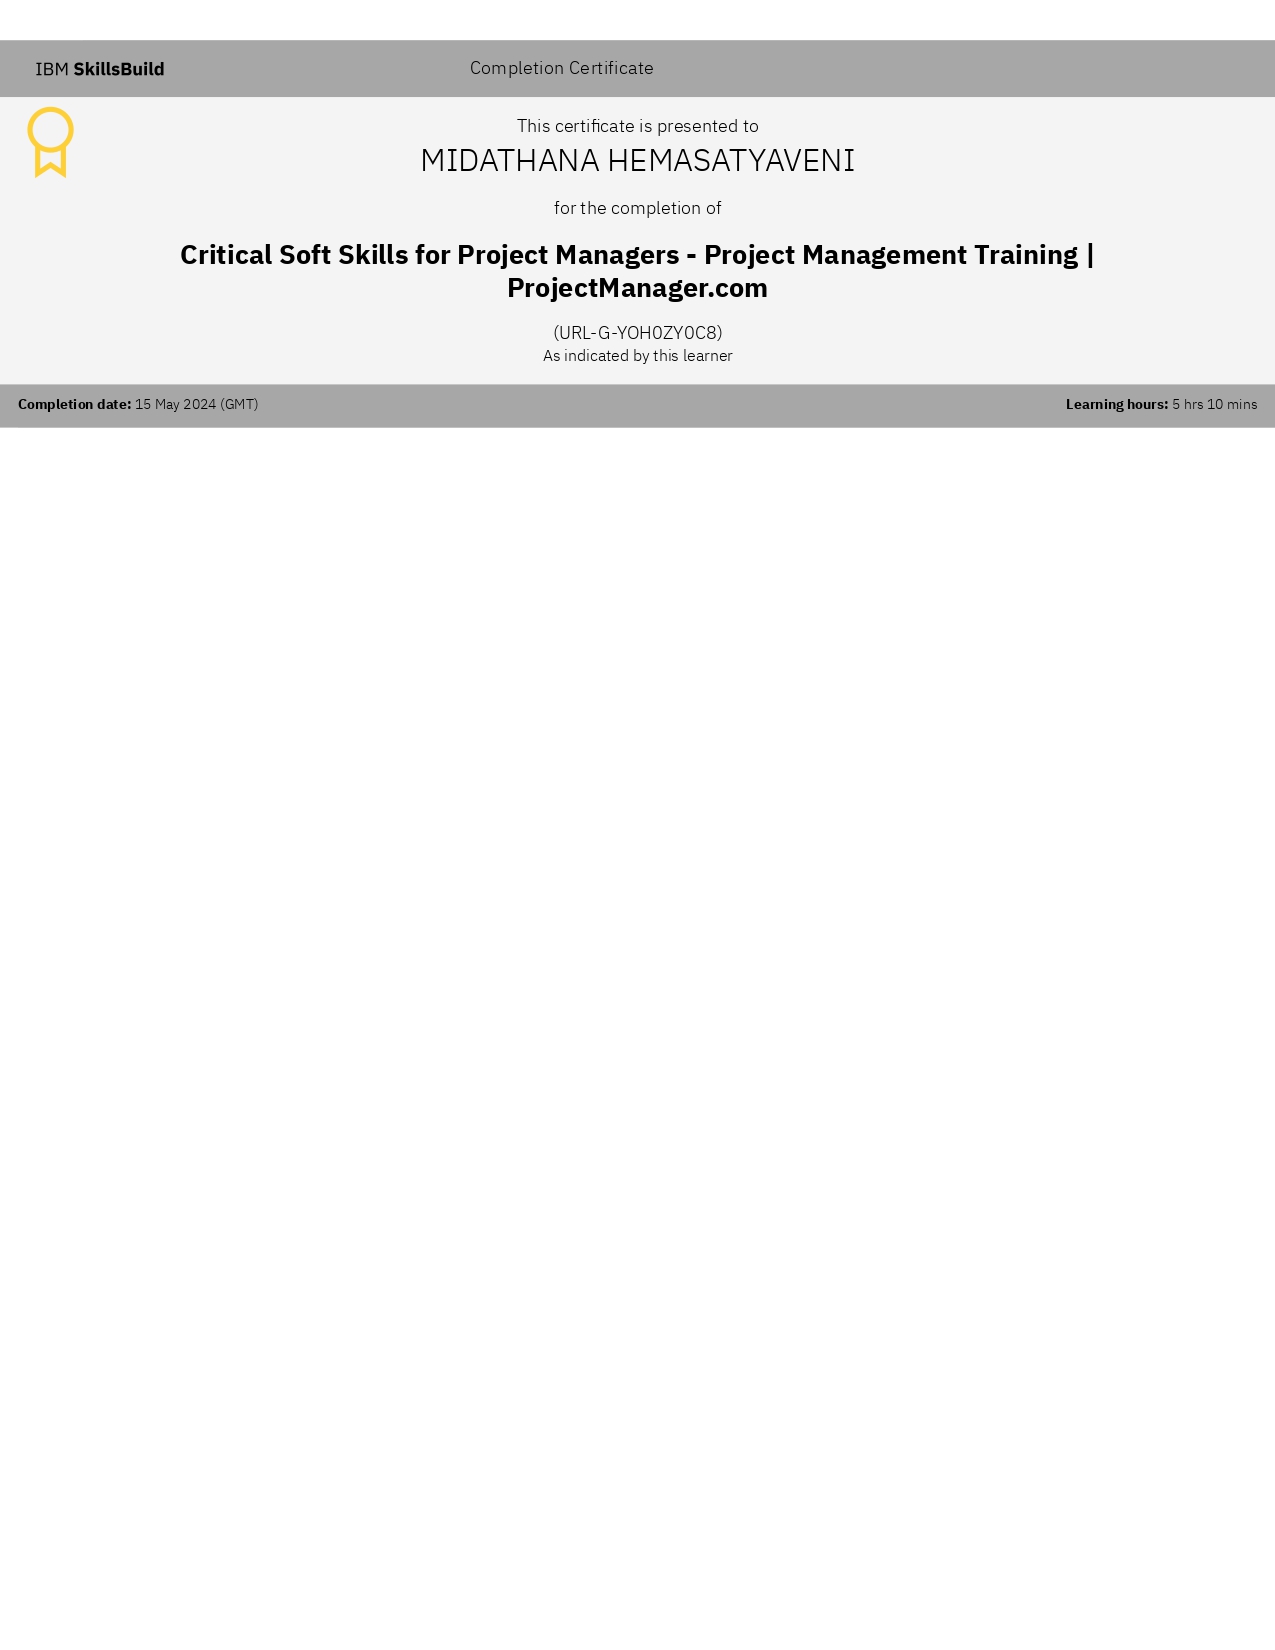 IBM SkillsBuild
Completion Certificate
This certificate is presented to
MIDATHANA HEMASATYAVENI
for the completion of
Critical Soft Skills for Project Managers - Project Management Training |
ProjectManager.com
(URL-G-YOH0ZY0C8)
As indicated by this learner
Completion date: 15 May 2024 (GMT)
Learning hours: 5 hrs 10 mins